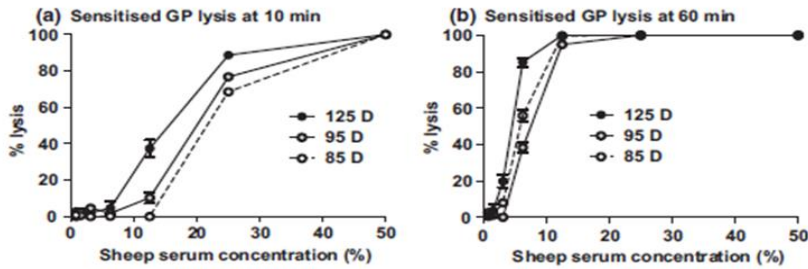 (a) Sensitised GP lysis at 10 min
100
80
60
40
20
0
% lysis
125 D
95 D
85 D
0 10 20 30 40 50
Sheep serum concentration (%)
(b) Sensitised GP lysis at 60 min
100
80
60
40
20
0
% lysis
125 D
95 D
85 D
0 10 20 30 40 50
Sheep serum concentration (%)